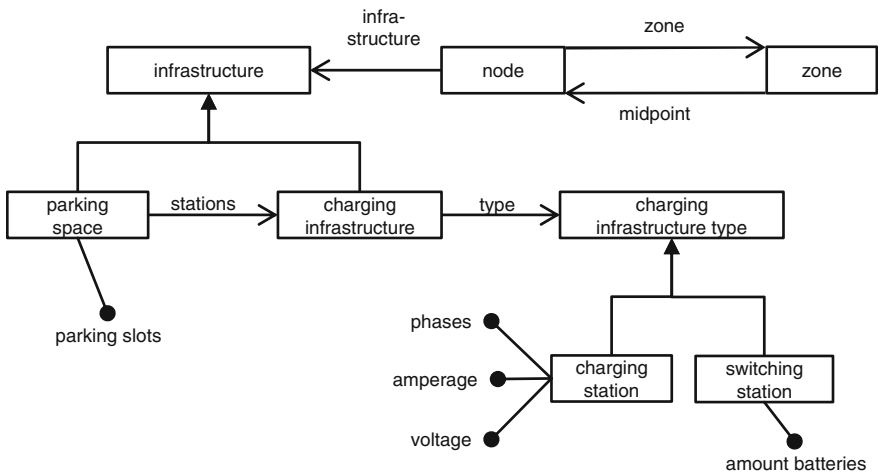 infra-
structure
zone
infrastructure
node
zone
midpoint
parking
space
stations
charging
infrastructure
type
charging
infrastructure type
parking slots
phases
amperage
voltage
charging
station
switching
station
amount batteries